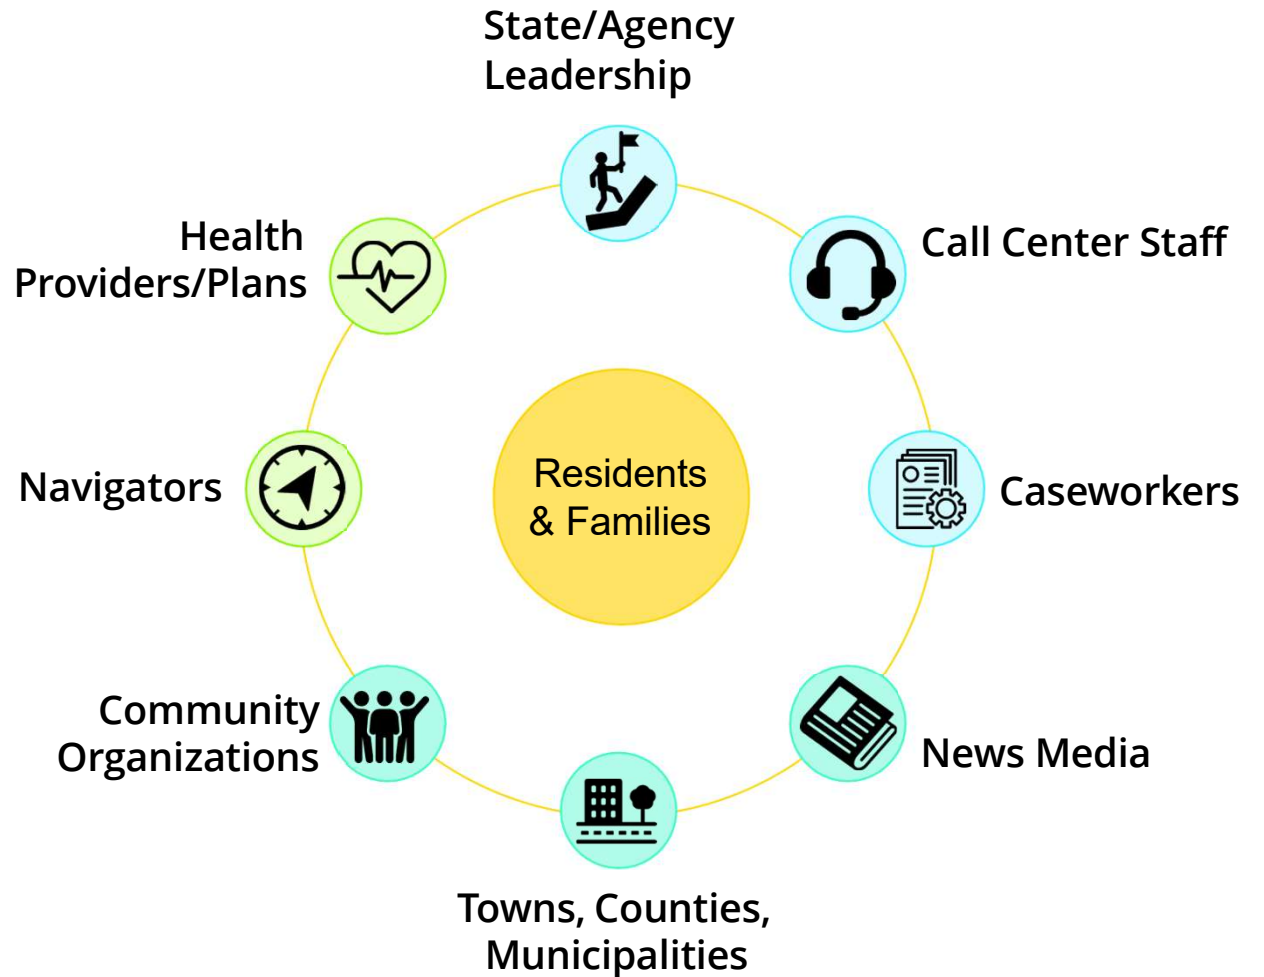 State/Agency
Leadership
Health
Providers/Plans
Call Center Staff
Navigators
Residents
& Families
Caseworkers
Community
Organizations
News Media
Towns, Counties,
Municipalities